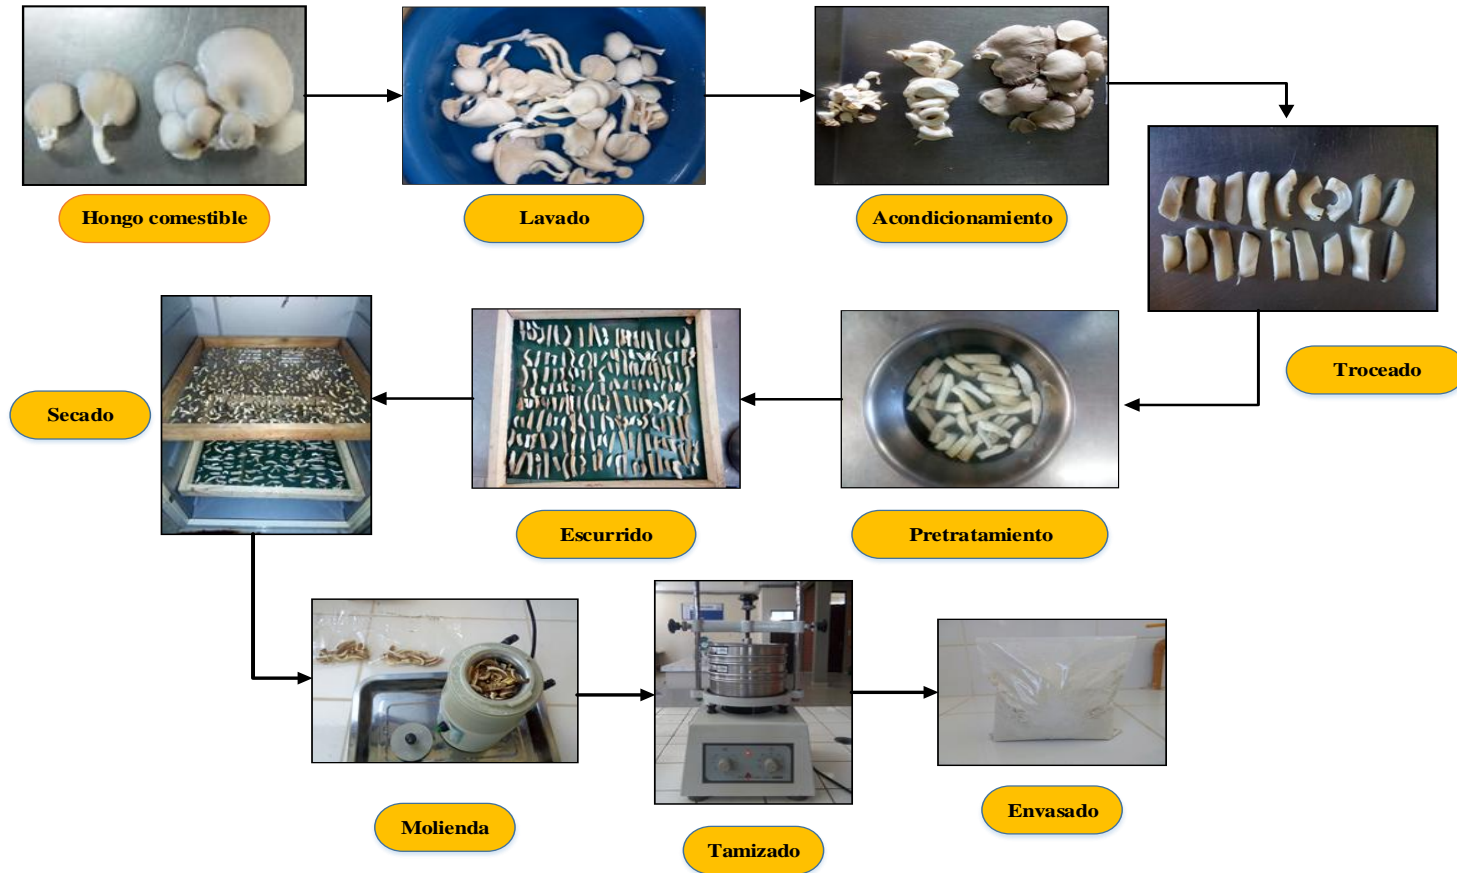 Hongo comestible
Lavado
Acondicionamiento
Troceado
Pretratamiento
Escurrido
Secado
Molienda
Tamizado
Envasado